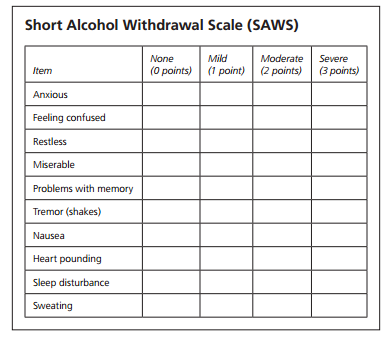 Short Alcohol Withdrawal Scale (SAWS)
Item None (0 points) Mild (1 point) Moderate (2 points) Severe (3 points)
Anxious
Feeling confused
Restless
Miserable
Problems with memory
Tremor (shakes)
Nausea
Heart pounding
Sleep disturbance
Sweating